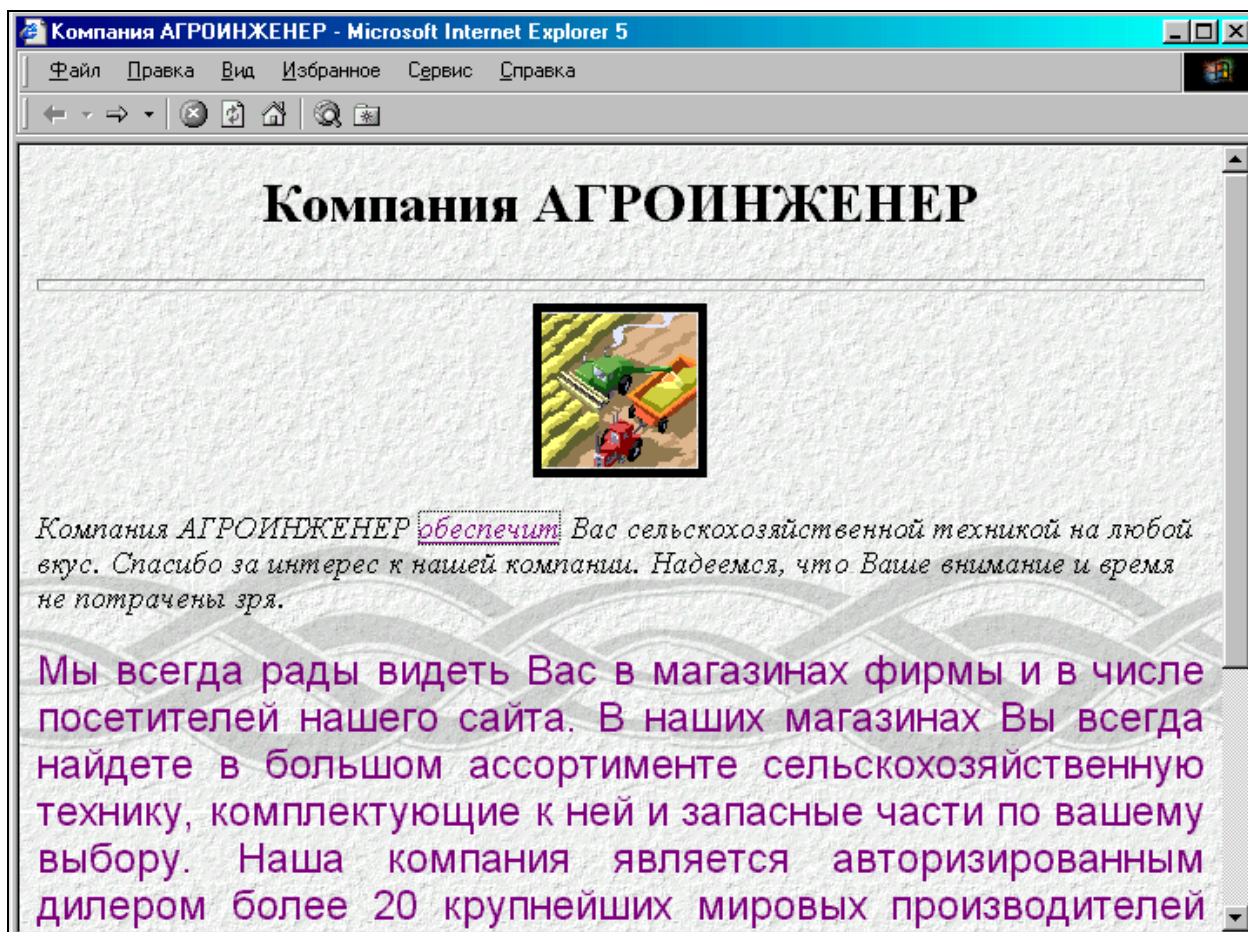 Компания АГРОИНЖЕНЕР - Microsoft Internet Explorer 5
Файл Правка Вид Избранное Сервис Справка
Компания АГРОИНЖЕНЕР
Компания АГРОИНЖЕНЕР обеспечит Вас сельскохозяйственной техникой на любой
вкус. Спасибо за интерес к нашей компании. Надеемся, что Ваше внимание и время
не потрачены зря.
Мы всегда рады видеть Вас в магазинах фирмы и в числе
посетителей нашего сайта. В наших магазинах Вы всегда
найдете в большом ассортименте сельскохозяйственную
технику, комплектующие к ней и запасные части по вашему
выбору. Наша компания является авторизированным
дилером более 20 крупнейших мировых производителей